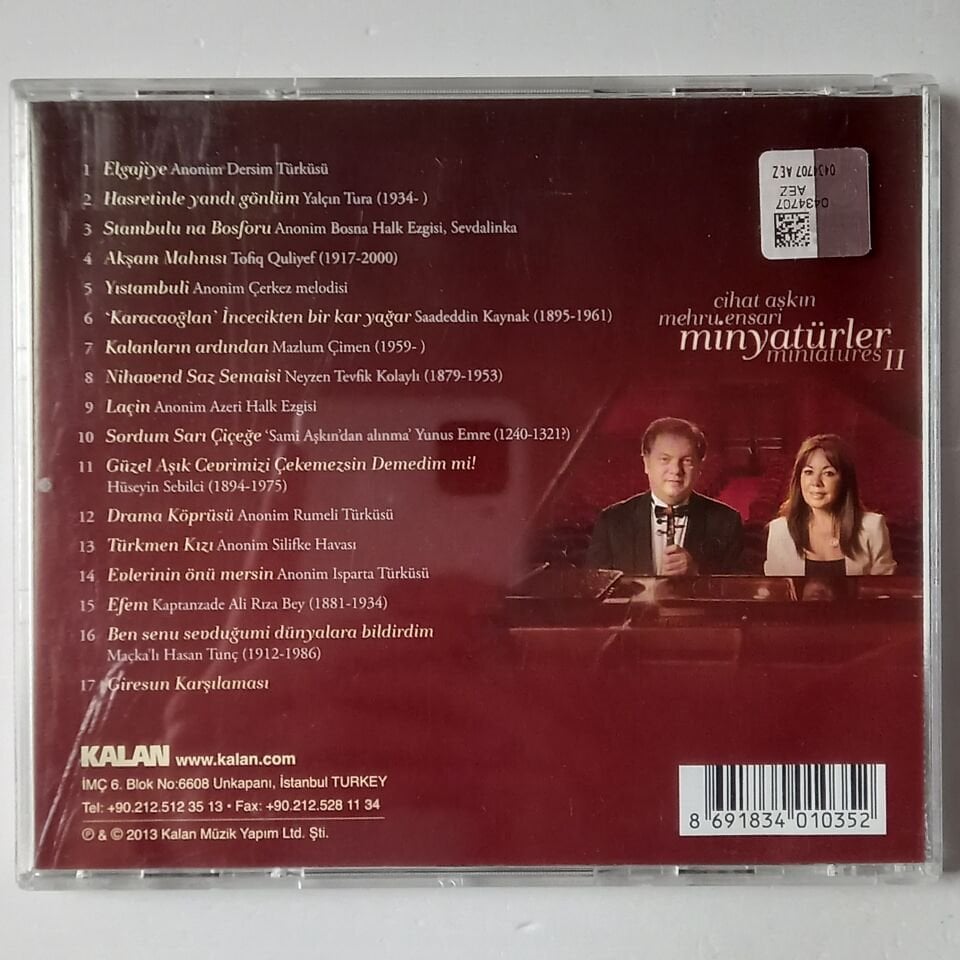 1 Elgajiye Anonim Dersim Türküsü
2 Hasretinle yandı gönlüm Yalçın Tura (1934- )
3 Stambulu na Bosforu Anonim Bosna Halk Ezgisi, Sevdalinka
4 Akşam Mahnısı Tofiq Quliyef (1917-2000)
5 Yıstambuli Anonim Çerkez melodisi
6 'Karacaoğlan' İncecikten bir kar yağar Saadeddin Kaynak (1895-1961)
7 Kalanların ardından Mazlum Çimen (1959- )
8 Nihavend Saz Semaisi Neyzen Tevfik Kolaylı (1879-1953)
9 Laçin Anonim Azeri Halk Ezgisi
10 Sordum Sarı Çiçeğe 'Sami Aşkın'dan alınma' Yunus Emre (1240-1321?)
11 Güzel Aşık Cevrimizi Çekemezsin Demedim mi!
Hüseyin Sebilci (1894-1975)
12 Drama Köprüsü Anonim Rumeli Türküsü
13 Türkmen Kızı Anonim Silifke Havası
14 Evlerinin önü mersin Anonim Isparta Türküsü
15 Efem Kaptanzade Ali Rıza Bey (1881-1934)
16 Ben senu sevduğumi dünyalara bildirdim
Maçka'lı Hasan Tunç (1912-1986)
17 Giresun Karşılaması
KALAN www.kalan.com
İMÇ 6. Blok No:6608 Unkapanı, İstanbul TURKEY
Tel: +90.212.512 35 13 • Fax: +90.212.528 11 34
℗ & © 2013 Kalan Müzik Yapım Ltd. Şti.
0434707 AEZ
AEZ
0434707
cihat aşkın
mehru ensari
minyatürler
miniatures II
8 691834 010352